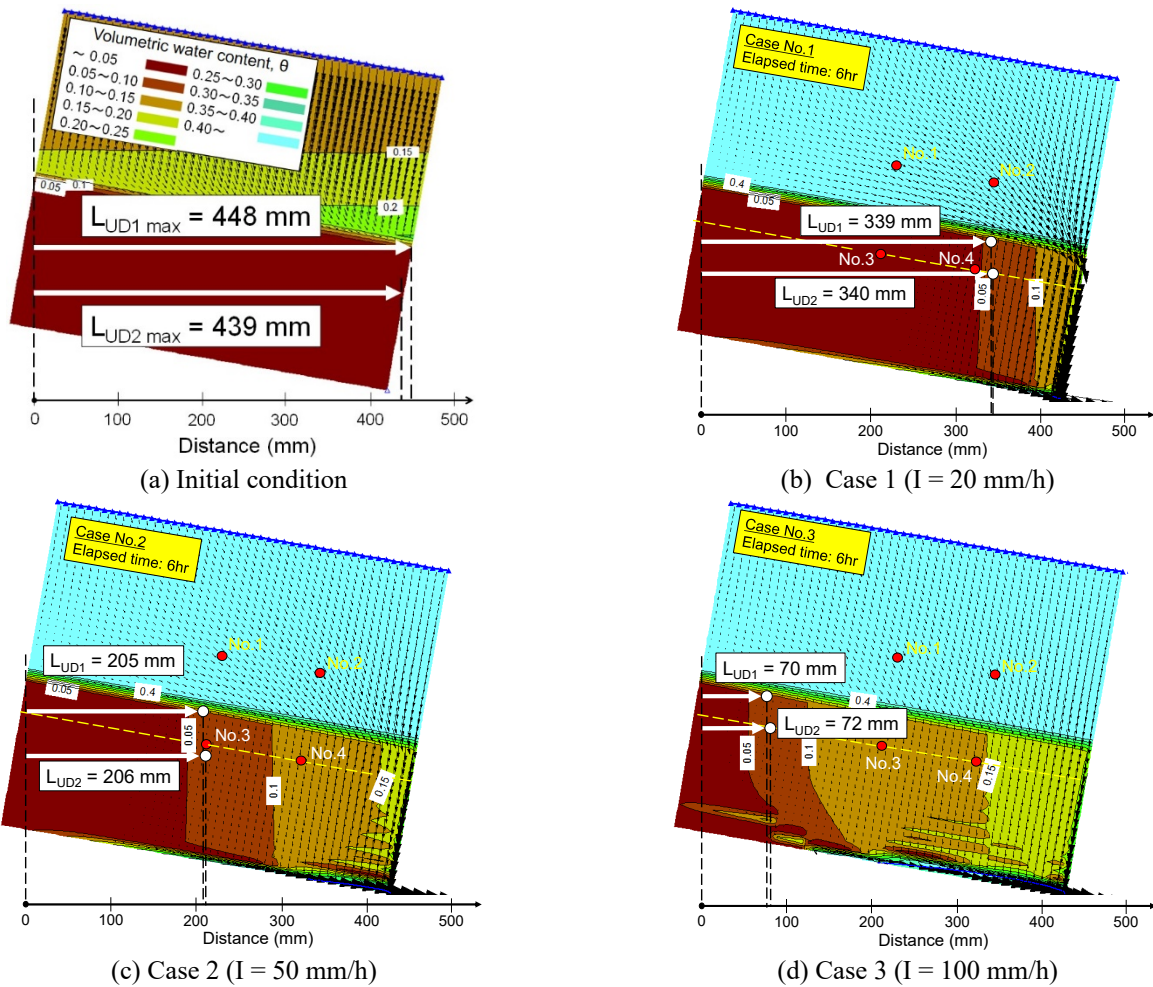 Volumetric water content, θ
~ 0.05
0.05~0.10
0.10~0.15
0.15~0.20
0.20~0.25
0.25~0.30
0.30~0.35
0.35~0.40
0.40~
0.15
0.05
0.1
0.2
L_UD1 max = 448 mm
L_UD2 max = 439 mm
0 100 200 300 400 500
Distance (mm)
(a) Initial condition
Case No.1
Elapsed time: 6hr
No.1
No.2
0.4
0.05
L_UD1 = 339 mm
No.3
No.4
L_UD2 = 340 mm
0.05
0.1
0 100 200 300 400 500
Distance (mm)
(b) Case 1 (I = 20 mm/h)
Case No.2
Elapsed time: 6hr
No.1
No.2
L_UD1 = 205 mm
0.05
0.4
0.05
No.3
No.4
L_UD2 = 206 mm
0.1
0.15
0 100 200 300 400 500
Distance (mm)
(c) Case 2 (I = 50 mm/h)
Case No.3
Elapsed time: 6hr
No.1
No.2
L_UD1 = 70 mm
0.4
L_UD2 = 72 mm
0.05
0.1
No.3
No.4
0.15
0 100 200 300 400 500
Distance (mm)
(d) Case 3 (I = 100 mm/h)